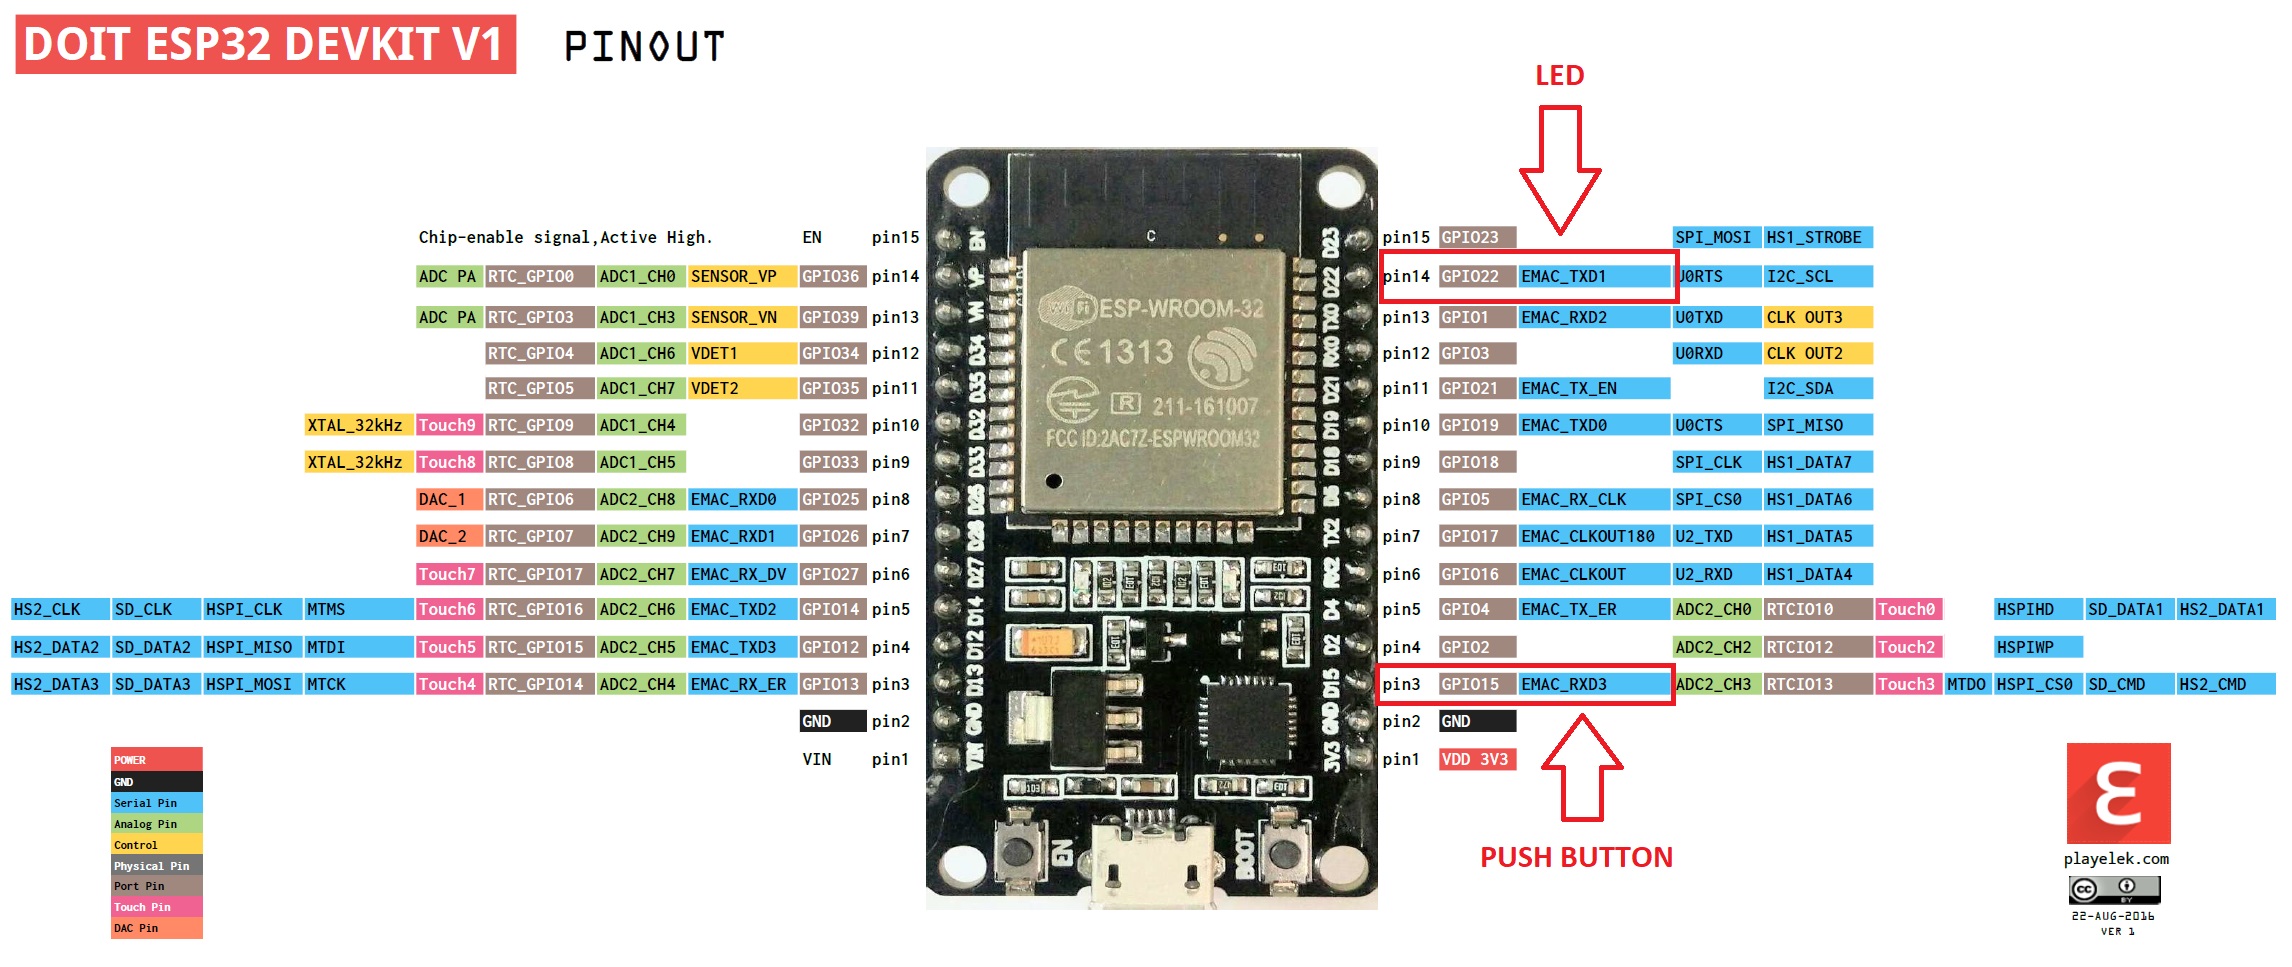 DOIT ESP32 DEVKIT V1 PINOUT
LED
Chip-enable signal,Active High. EN pin15
ADC PA RTC_GPIO0 ADC1_CH0 SENSOR_VP GPIO36 pin14
ADC PA RTC_GPIO3 ADC1_CH3 SENSOR_VN GPIO39 pin13
RTC_GPIO4 ADC1_CH6 VDET1 GPIO34 pin12
RTC_GPIO5 ADC1_CH7 VDET2 GPIO35 pin11
XTAL_32kHz Touch9 RTC_GPIO9 ADC1_CH4 GPIO32 pin10
XTAL_32kHz Touch8 RTC_GPIO8 ADC1_CH5 GPIO33 pin9
DAC_1 RTC_GPIO6 ADC2_CH8 EMAC_RXD0 GPIO25 pin8
DAC_2 RTC_GPIO7 ADC2_CH9 EMAC_RXD1 GPIO26 pin7
Touch7 RTC_GPIO17 ADC2_CH7 EMAC_RX_DV GPIO27 pin6
HS2_CLK SD_CLK HSPI_CLK MTMS Touch6 RTC_GPIO16 ADC2_CH6 EMAC_TXD2 GPIO14 pin5
HS2_DATA2 SD_DATA2 HSPI_MISO MTDI Touch5 RTC_GPIO15 ADC2_CH5 EMAC_TXD3 GPIO12 pin4
HS2_DATA3 SD_DATA3 HSPI_MOSI MTCK Touch4 RTC_GPIO14 ADC2_CH4 EMAC_RX_ER GPIO13 pin3
GND pin2
VIN pin1
EN
VP
VN
D34
D35
D32
D33
D25
D26
D27
D14
D12
D13
GND
VIN
C
WiFi ESP-WROOM-32
CE 1313
R 211-161007
FCC ID:2AC7Z-ESPWROOM32
EN
BOOT
D23
D22
TX0
RX0
D21
D19
D18
D5
TX2
RX2
D4
D2
D15
GND
3V3
pin15 GPIO23 SPI_MOSI HS1_STROBE
pin14 GPIO22 EMAC_TXD1 U0RTS I2C_SCL
pin13 GPIO1 EMAC_RXD2 U0TXD CLK OUT3
pin12 GPIO3 U0RXD CLK OUT2
pin11 GPIO21 EMAC_TX_EN I2C_SDA
pin10 GPIO19 EMAC_TXD0 U0CTS SPI_MISO
pin9 GPIO18 SPI_CLK HS1_DATA7
pin8 GPIO5 EMAC_RX_CLK SPI_CS0 HS1_DATA6
pin7 GPIO17 EMAC_CLKOUT180 U2_TXD HS1_DATA5
pin6 GPIO16 EMAC_CLKOUT U2_RXD HS1_DATA4
pin5 GPIO4 EMAC_TX_ER ADC2_CH0 RTCIO10 Touch0 HSPIHD SD_DATA1 HS2_DATA1
pin4 GPIO2 ADC2_CH2 RTCIO12 Touch2 HSPIWP
pin3 GPIO15 EMAC_RXD3 ADC2_CH3 RTCIO13 Touch3 MTDO HSPI_CS0 SD_CMD HS2_CMD
pin2 GND
pin1 VDD 3V3
PUSH BUTTON
POWER
GND
Serial Pin
Analog Pin
Control
Physical Pin
Port Pin
Touch Pin
DAC Pin
playelek.com
CC BY
22-AUG-2016
VER 1